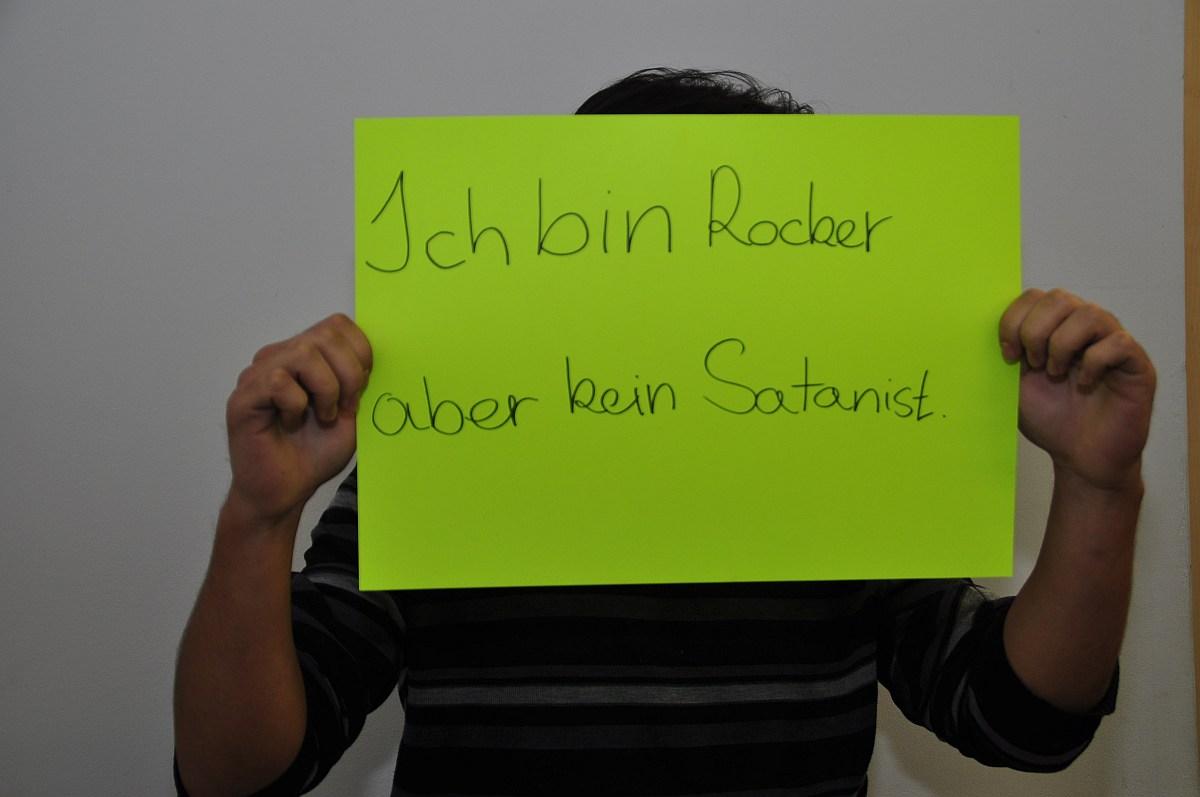 Ich bin Rocker
aber kein Satanist.